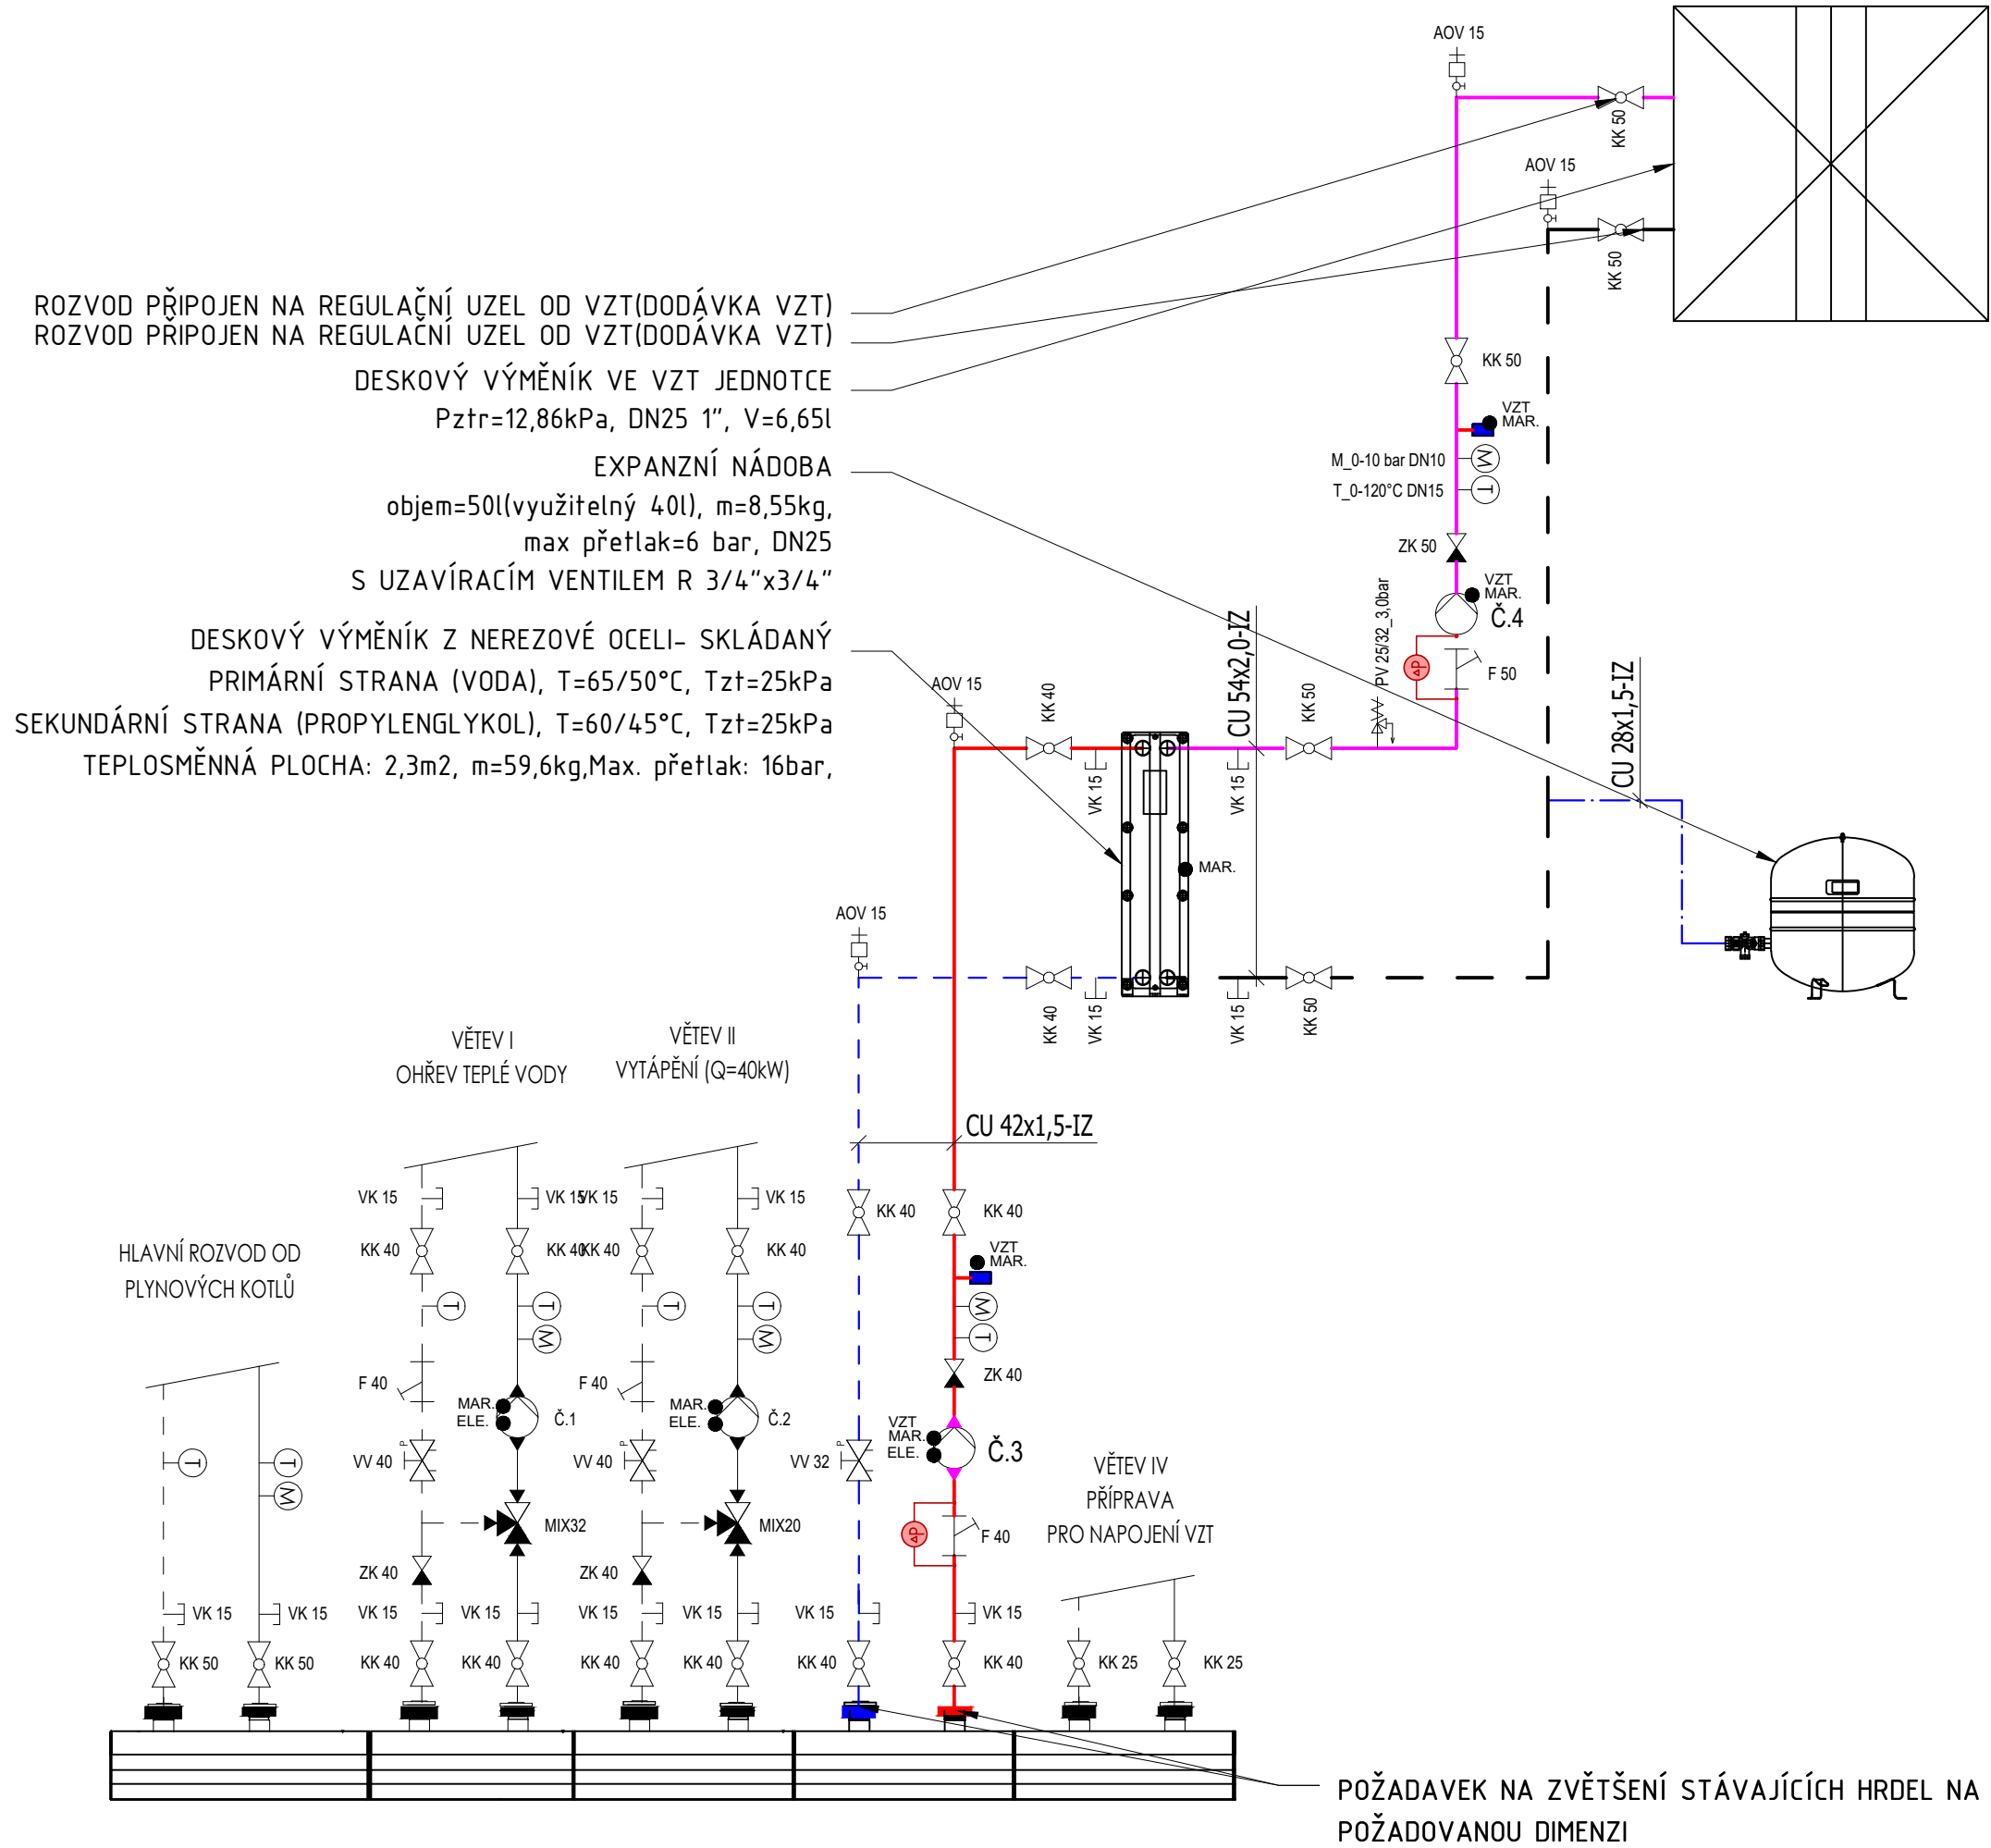 AOV 15
KK 50
AOV 15
KK 50
ROZVOD PŘIPOJEN NA REGULAČNÍ UZEL OD VZT(DODÁVKA VZT)
ROZVOD PŘIPOJEN NA REGULAČNÍ UZEL OD VZT(DODÁVKA VZT)
DESKOVÝ VÝMĚNÍK VE VZT JEDNOTCE
Pztr=12,86kPa, DN25 1", V=6,65l
EXPANZNÍ NÁDOBA
objem=50l(využitelný 40l), m=8,55kg,
max přetlak=6 bar, DN25
S UZAVÍRACÍM VENTILEM R 3/4"x3/4"
DESKOVÝ VÝMĚNÍK Z NEREZOVÉ OCELI- SKLÁDANÝ
PRIMÁRNÍ STRANA (VODA), T=65/50°C, Tzt=25kPa
SEKUNDÁRNÍ STRANA (PROPYLENGLYKOL), T=60/45°C, Tzt=25kPa
TEPLOSMĚNNÁ PLOCHA: 2,3m2, m=59,6kg,Max. přetlak: 16bar,
KK 50
VZT
MAR.
M_0-10 bar DN10
M
T_0-120°C DN15
T
ZK 50
VZT
MAR.
Č.4
PV 25/32_3,0bar
ΔP
F 50
CU 54x2,0-IZ
CU 28x1,5-IZ
AOV 15
KK 40
KK 50
VK 15
VK 15
MAR.
AOV 15
KK 40
VK 15
VK 15
KK 50
VĚTEV I
OHŘEV TEPLÉ VODY
VĚTEV II
VYTÁPĚNÍ (Q=40kW)
CU 42x1,5-IZ
VK 15
VK 15
VK 15
VK 15
KK 40
KK 40
HLAVNÍ ROZVOD OD
PLYNOVÝCH KOTLŮ
KK 40
KK 40
KK 40
KK 40
VZT
MAR.
T
T
M
T
T
M
M
T
F 40
F 40
ZK 40
MAR.
ELE.
Č.1
MAR.
ELE.
Č.2
VZT
MAR.
ELE.
Č.3
T
T
M
P
VV 40
P
VV 40
P
VV 32
VĚTEV IV
PŘÍPRAVA
PRO NAPOJENÍ VZT
MIX32
MIX20
ΔP
F 40
ZK 40
ZK 40
VK 15
VK 15
VK 15
VK 15
VK 15
VK 15
VK 15
VK 15
KK 50
KK 50
KK 40
KK 40
KK 40
KK 40
KK 40
KK 40
KK 25
KK 25
POŽADAVEK NA ZVĚTŠENÍ STÁVAJÍCÍCH HRDEL NA
POŽADOVANOU DIMENZI